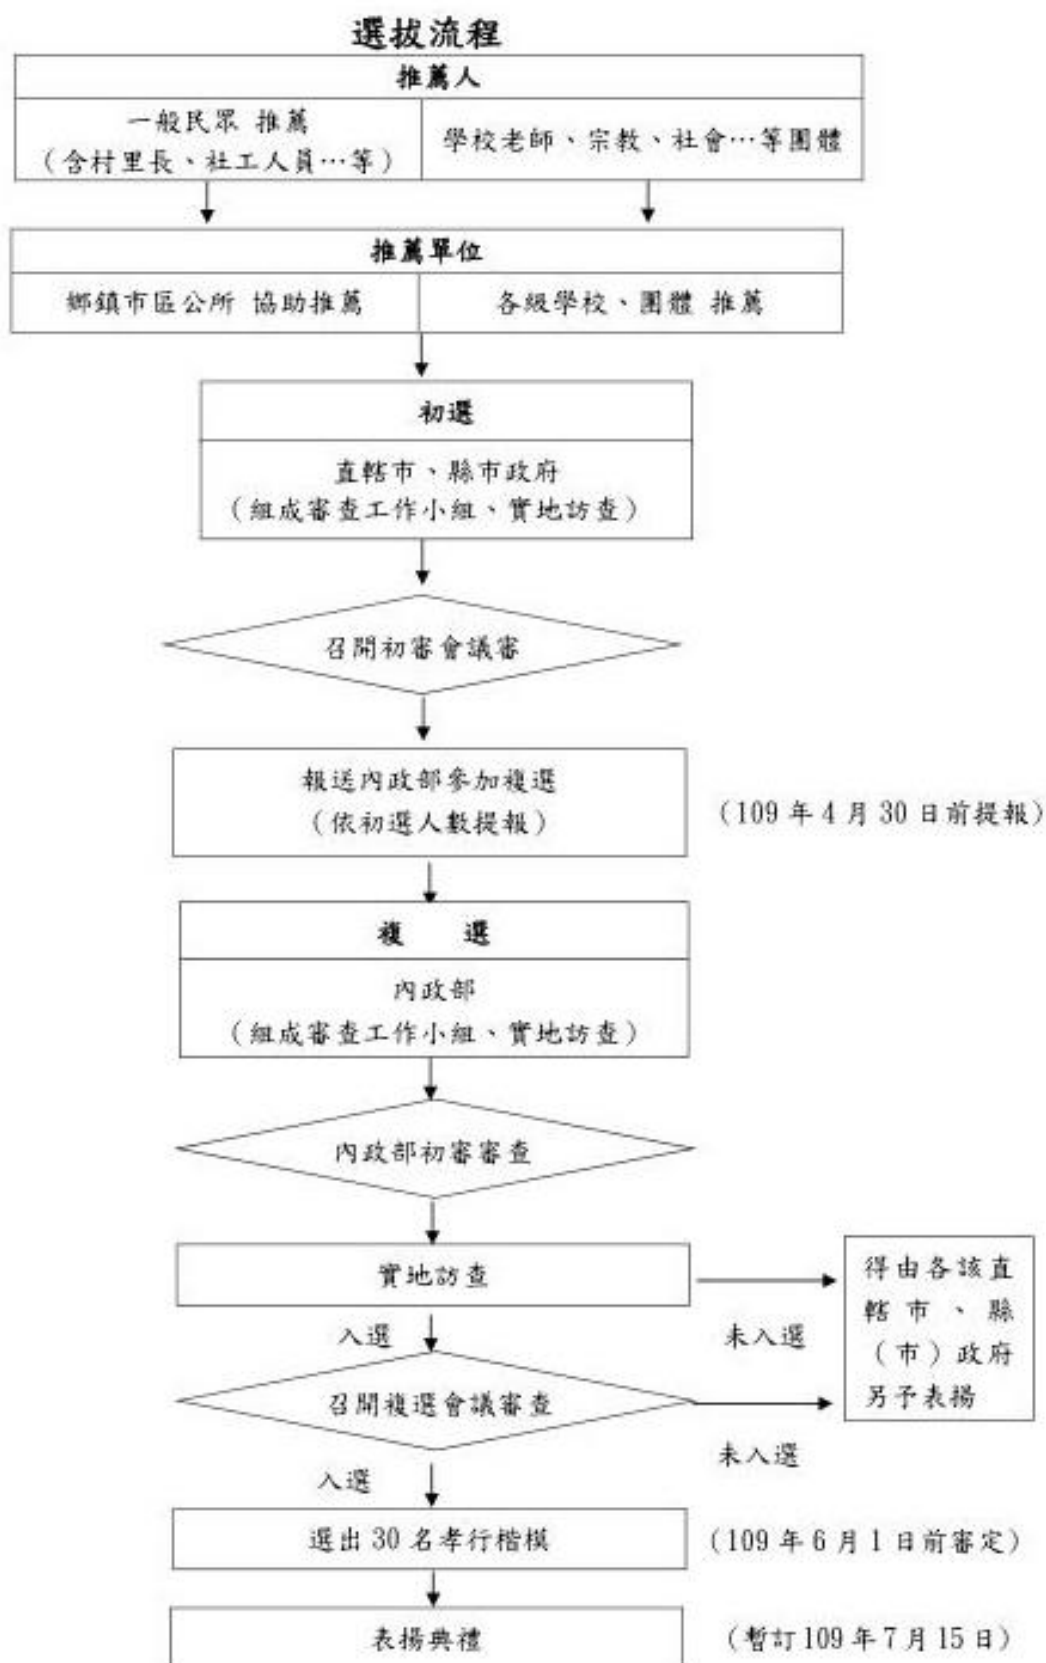 選拔流程
推薦人
一般民眾 推薦
（含村里長、社工人員…等）
學校老師、宗教、社會…等團體
推薦單位
鄉鎮市區公所 協助推薦
各級學校、團體 推薦
初選
直轄市、縣市政府
（組成審查工作小組、實地訪查）
召開初審會議審
報送內政部參加複選
（依初選人數提報）
（109 年 4 月 30 日前提報）
複 選
內政部
（組成審查工作小組、實地訪查）
內政部初審審查
實地訪查
得由各該直
轄市、縣
（市）政府
另予表揚
入選
未入選
召開複選會議審查
未入選
入選
選出 30 名孝行楷模
（109 年 6 月 1 日前審定）
表揚典禮
（暫訂 109 年 7 月 15 日）